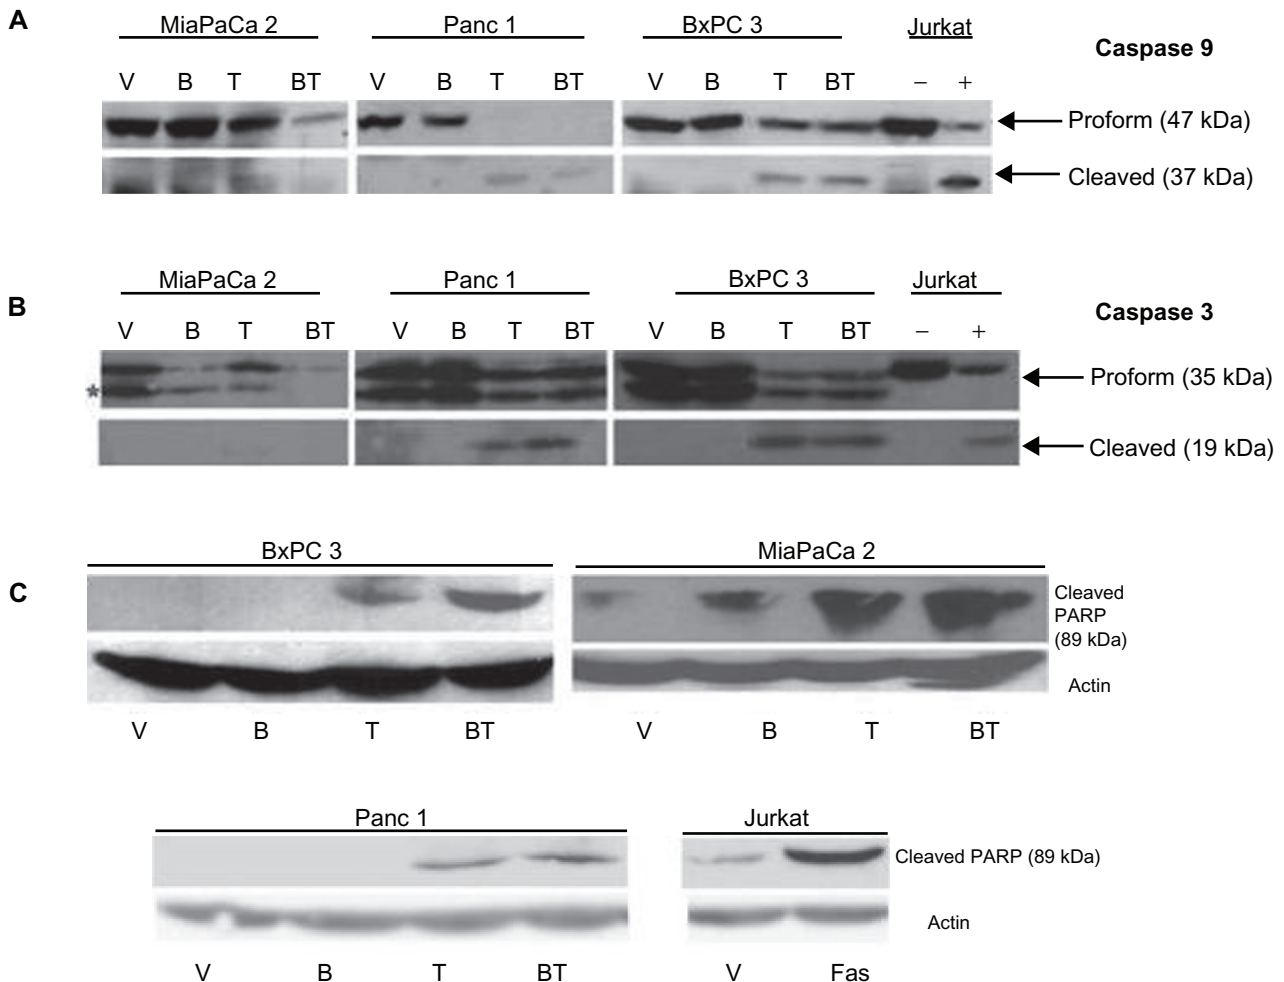 A
MiaPaCa 2 Panc 1 BxPC 3 Jurkat
Caspase 9
V B T BT V B T BT V B T BT − +
Proform (47 kDa)
Cleaved (37 kDa)
B
MiaPaCa 2 Panc 1 BxPC 3 Jurkat
Caspase 3
V B T BT V B T BT V B T BT − +
Proform (35 kDa)
*
Cleaved (19 kDa)
C
BxPC 3 MiaPaCa 2
Cleaved
PARP
(89 kDa)
Actin
V B T BT V B T BT
Panc 1 Jurkat
Cleaved PARP (89 kDa)
Actin
V B T BT V Fas